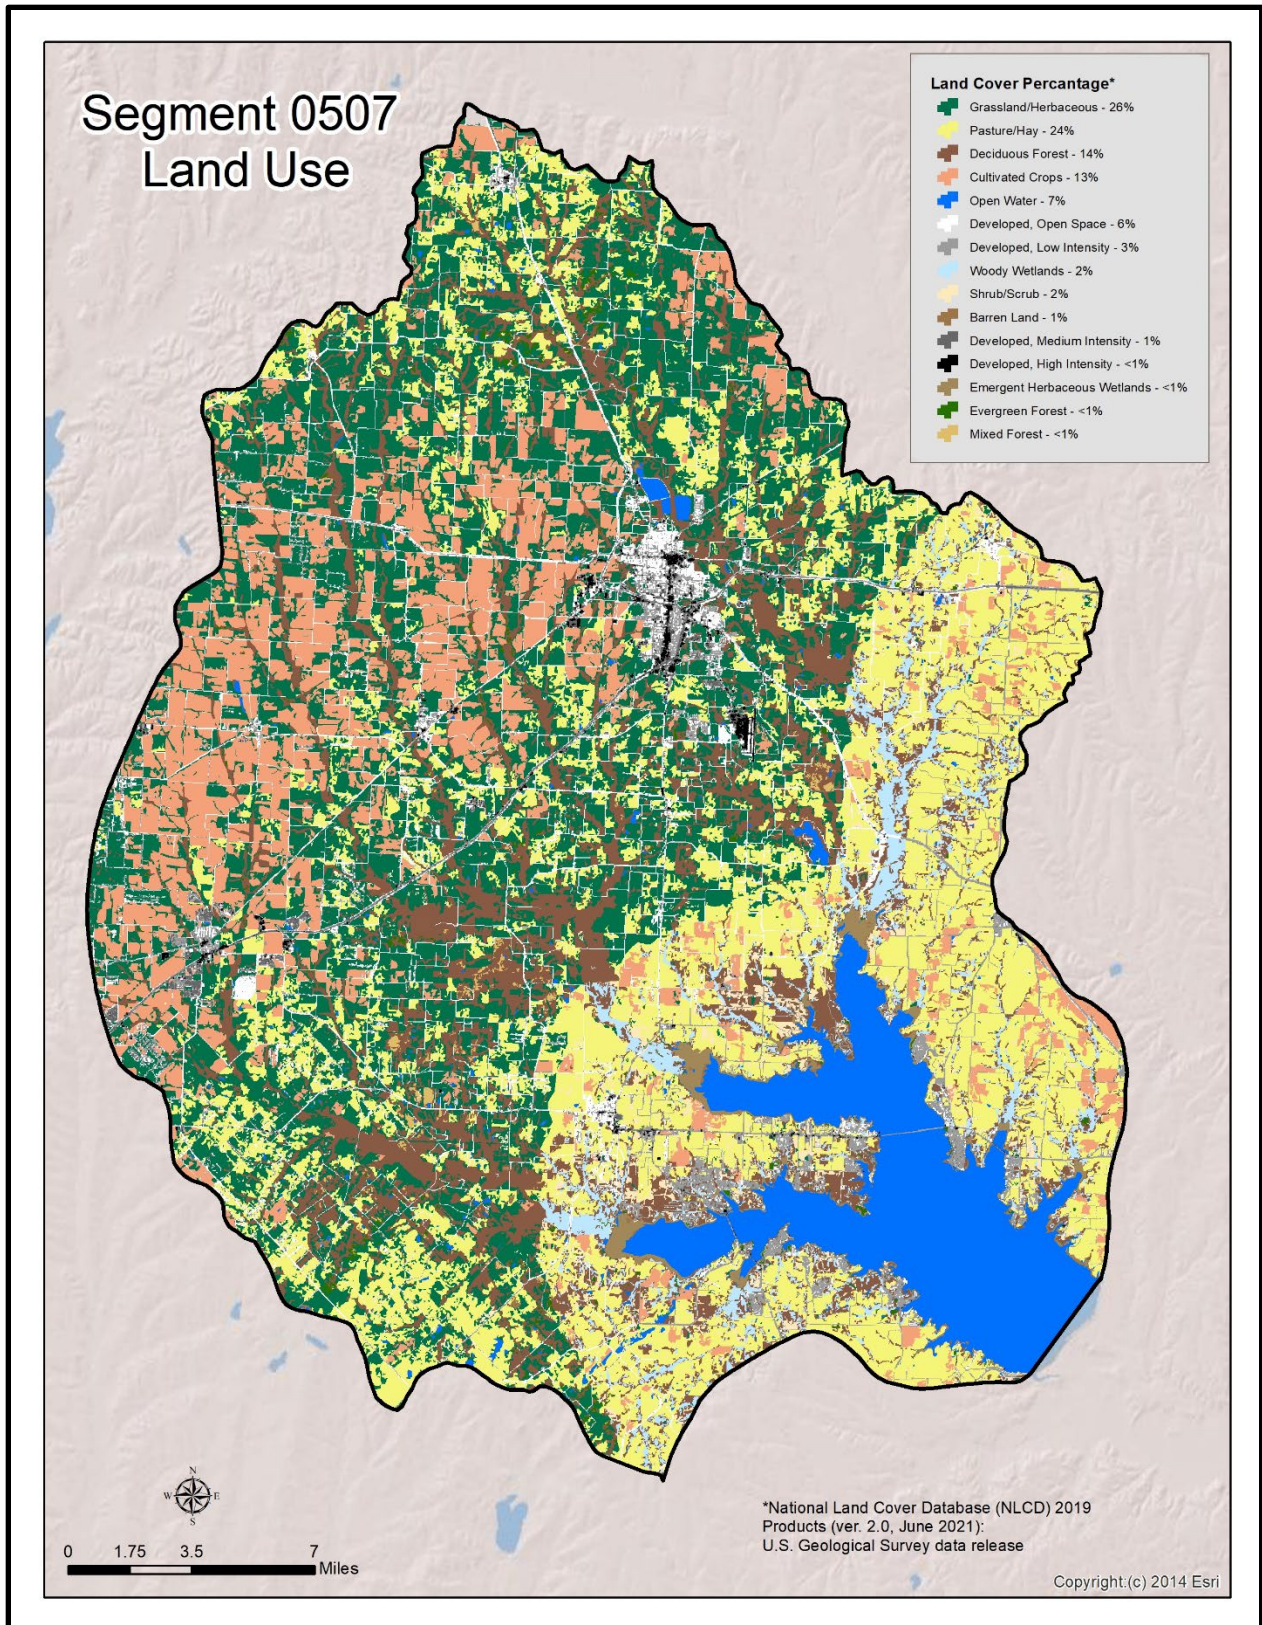 Segment 0507
Land Use
Land Cover Percentage*
Grassland/Herbaceous - 26%
Pasture/Hay - 24%
Deciduous Forest - 14%
Cultivated Crops - 13%
Open Water - 7%
Developed, Open Space - 6%
Developed, Low Intensity - 3%
Woody Wetlands - 2%
Shrub/Scrub - 2%
Barren Land - 1%
Developed, Medium Intensity - 1%
Developed, High Intensity - <1%
Emergent Herbaceous Wetlands - <1%
Evergreen Forest - <1%
Mixed Forest - <1%
N
W E
S
0 1.75 3.5 7
Miles
*National Land Cover Database (NLCD) 2019
Products (ver. 2.0, June 2021):
U.S. Geological Survey data release
Copyright:(c) 2014 Esri